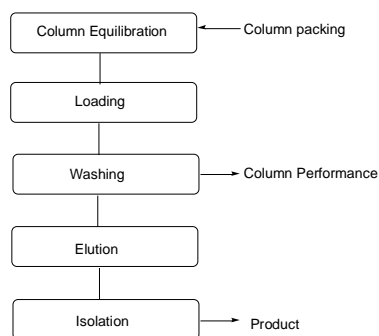 Column Equilibration
Column packing
Loading
Washing
Column Performance
Elution
Isolation
Product